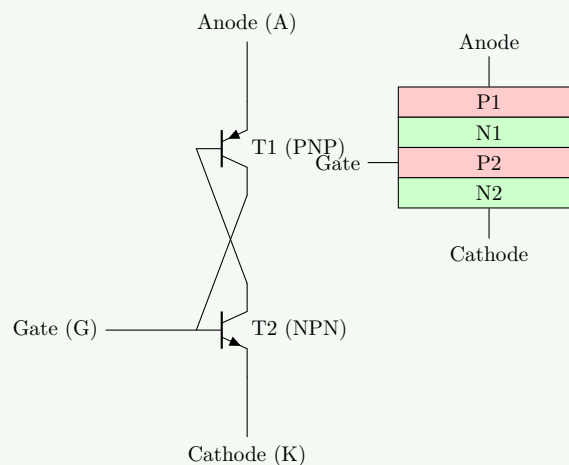 Anode (A)
T1 (PNP)
Gate (G)
T2 (NPN)
Cathode (K)
Anode
P1
N1
Gate
P2
N2
Cathode